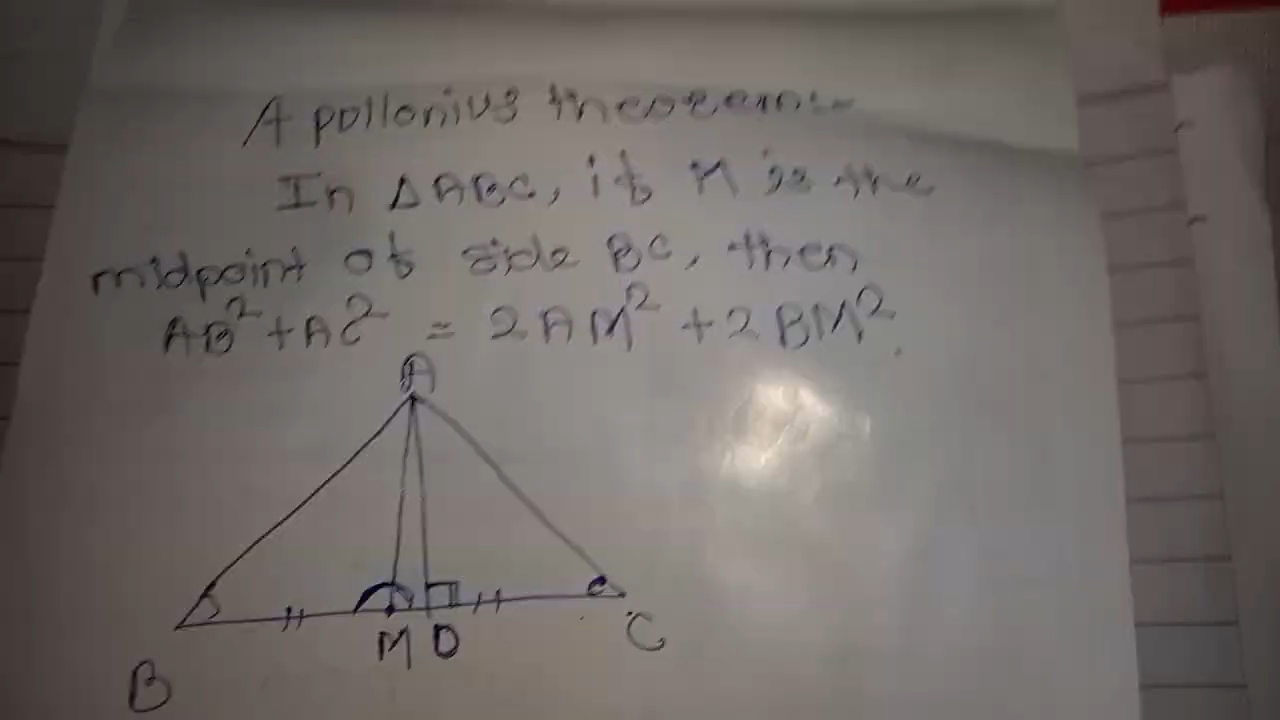 Apollonius theorem:-
In ΔABC, if M is the
midpoint of side BC, then
AB² + AC² = 2AM² + 2BM².
A
M D
C
B